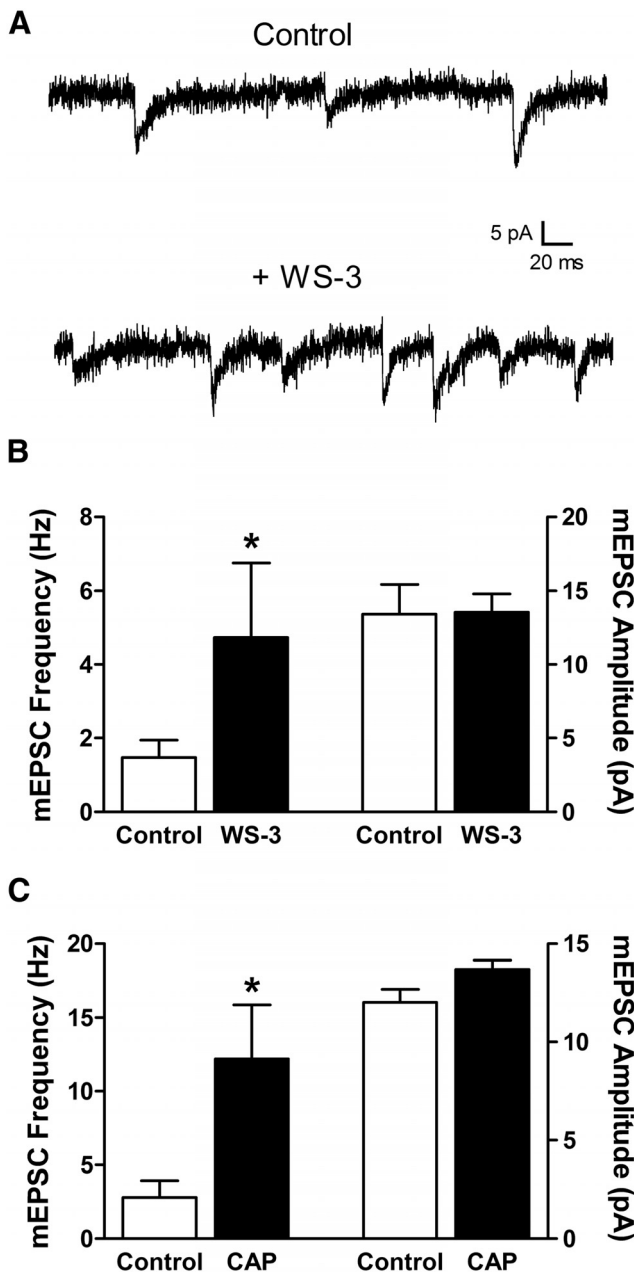 A
Control
5 pA
20 ms
+ WS-3
B
mEPSC Frequency (Hz)
8
6
4
2
0
*
20
15
10
5
0
mEPSC Amplitude (pA)
Control WS-3 Control WS-3
C
mEPSC Frequency (Hz)
20
15
10
5
0
*
15
10
5
0
mEPSC Amplitude (pA)
Control CAP Control CAP